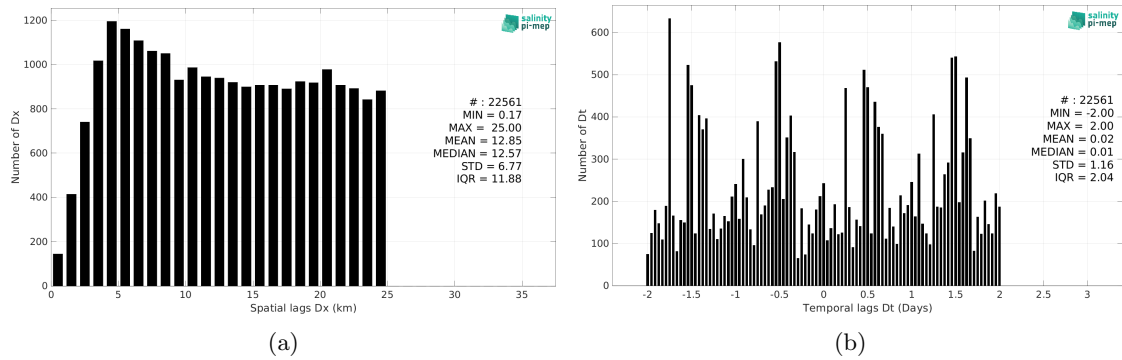 1200
1000
800
600
400
200
0
Number of Dx
0 5 10 15 20 25 30 35
Spatial lags Dx (km)
salinity
pi-mep
# : 22561
MIN = 0.17
MAX = 25.00
MEAN = 12.85
MEDIAN = 12.57
STD = 6.77
IQR = 11.88
(a)
600
500
400
300
200
100
0
Number of Dt
-2 -1.5 -1 -0.5 0 0.5 1 1.5 2 2.5 3
Temporal lags Dt (Days)
salinity
pi-mep
# : 22561
MIN = -2.00
MAX = 2.00
MEAN = 0.02
MEDIAN = 0.01
STD = 1.16
IQR = 2.04
(b)